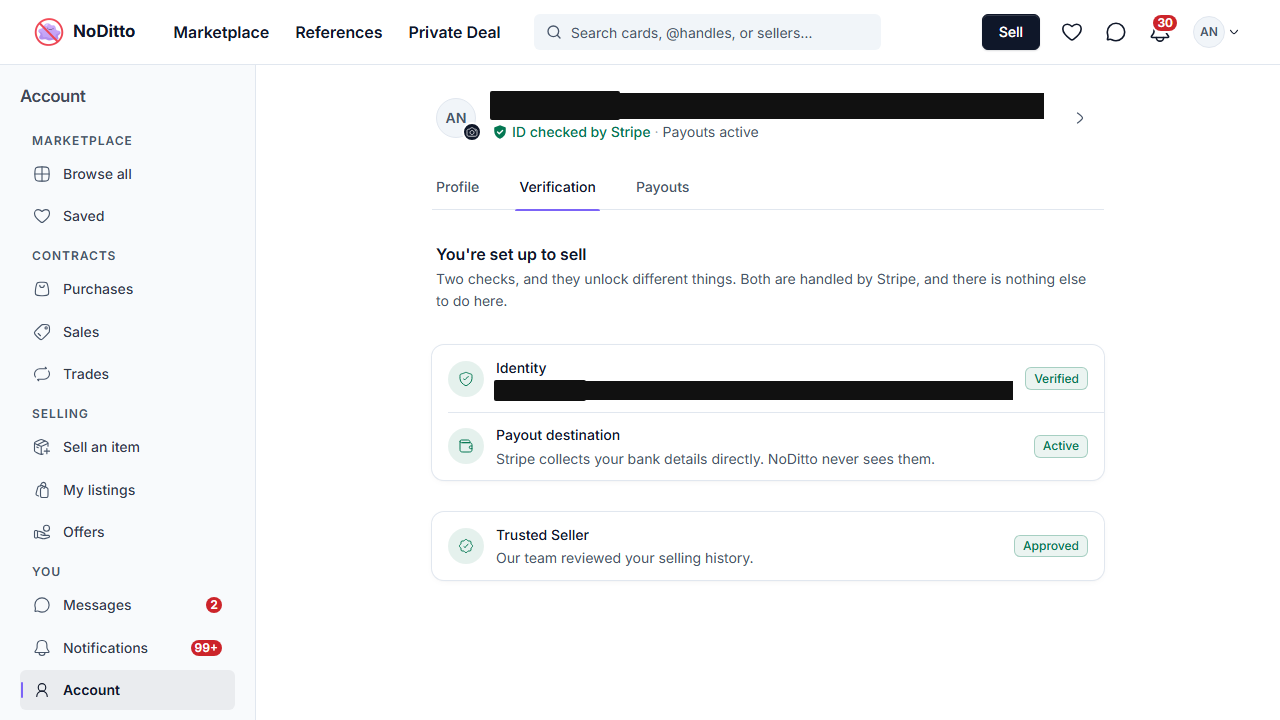 NoDitto
Marketplace
References
Private Deal
Search cards, @handles, or sellers...
Sell
30
AN
Account
MARKETPLACE
Browse all
Saved
CONTRACTS
Purchases
Sales
Trades
SELLING
Sell an item
My listings
Offers
YOU
Messages
2
Notifications
99+
Account
AN
ID checked by Stripe · Payouts active
Profile
Verification
Payouts
You're set up to sell
Two checks, and they unlock different things. Both are handled by Stripe, and there is nothing else
to do here.
Identity
Verified
Payout destination
Stripe collects your bank details directly. NoDitto never sees them.
Active
Trusted Seller
Our team reviewed your selling history.
Approved